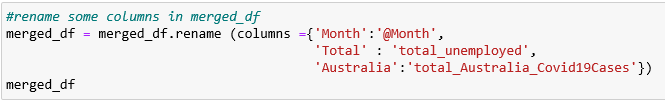 #rename some columns in merged_df
merged_df = merged_df.rename (columns ={'Month':'@Month',
'Total' : 'total_unemployed',
'Australia':'total_Australia_Covid19Cases'})
merged_df